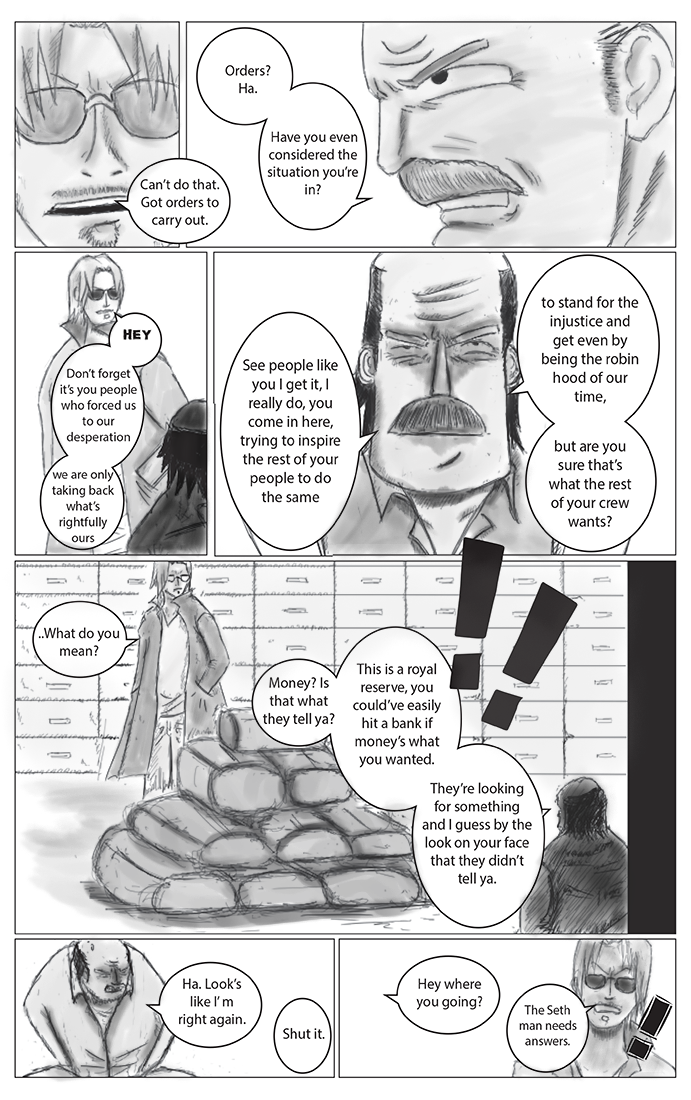 Can't do that.
Got orders to
carry out.
Orders?
Ha.
Have you even
considered the
situation you're
in?
HEY
Don't forget
it's you people
who forced us
to our
desperation
we are only
taking back
what's
rightfully
ours
See people like
you I get it, I
really do, you
come in here,
trying to inspire
the rest of your
people to do
the same
to stand for the
injustice and
get even by
being the robin
hood of our
time,
but are you
sure that's
what the rest
of your crew
wants?
..What do you
mean?
Money? Is
that what
they tell ya?
This is a royal
reserve, you
could've easily
hit a bank if
money's what
you wanted.
They're looking
for something
and I guess by the
look on your face
that they didn't
tell ya.
!!
Ha. Look's
like I' m
right again.
Shut it.
Hey where
you going?
The Seth
man needs
answers.
!